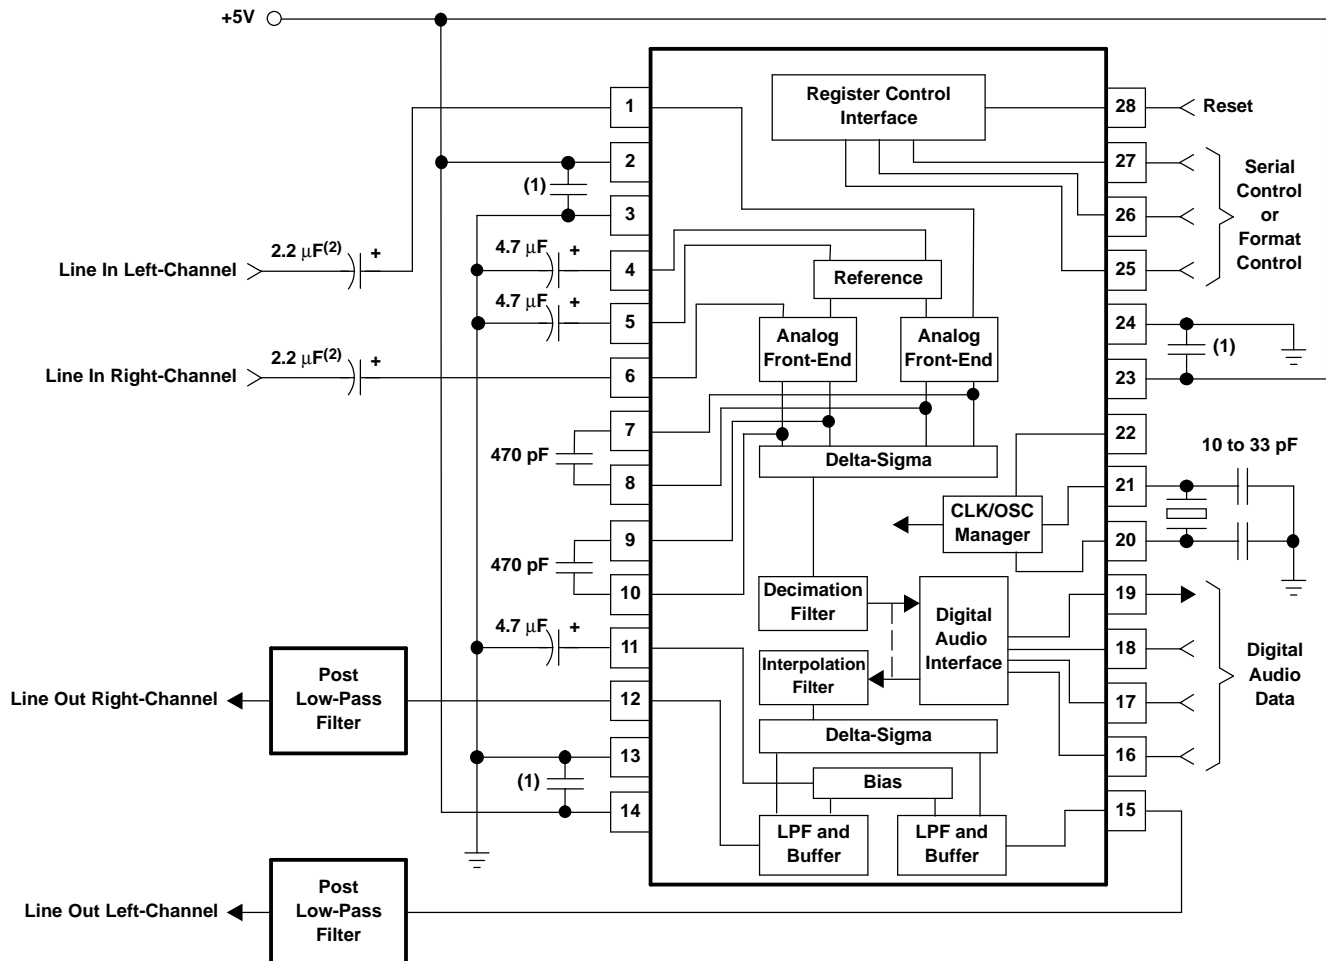 +5V
1
Register Control
Interface
28
Reset
2
27
(1)
3
26
Serial
Control
or
Format
Control
2.2 µF(2)
+
Line In Left-Channel
4.7 µF
+
4
Reference
25
4.7 µF
+
5
Analog
Front-End
Analog
Front-End
24
(1)
2.2 µF(2)
+
Line In Right-Channel
6
23
7
22
470 pF
8
Delta-Sigma
10 to 33 pF
21
CLK/OSC
Manager
9
20
470 pF
10
Decimation
Filter
Digital
Audio
Interface
19
4.7 µF
+
11
Interpolation
Filter
18
Digital
Audio
Data
Line Out Right-Channel
Post
Low-Pass
Filter
12
17
Delta-Sigma
13
16
(1)
Bias
14
15
LPF and
Buffer
LPF and
Buffer
Line Out Left-Channel
Post
Low-Pass
Filter